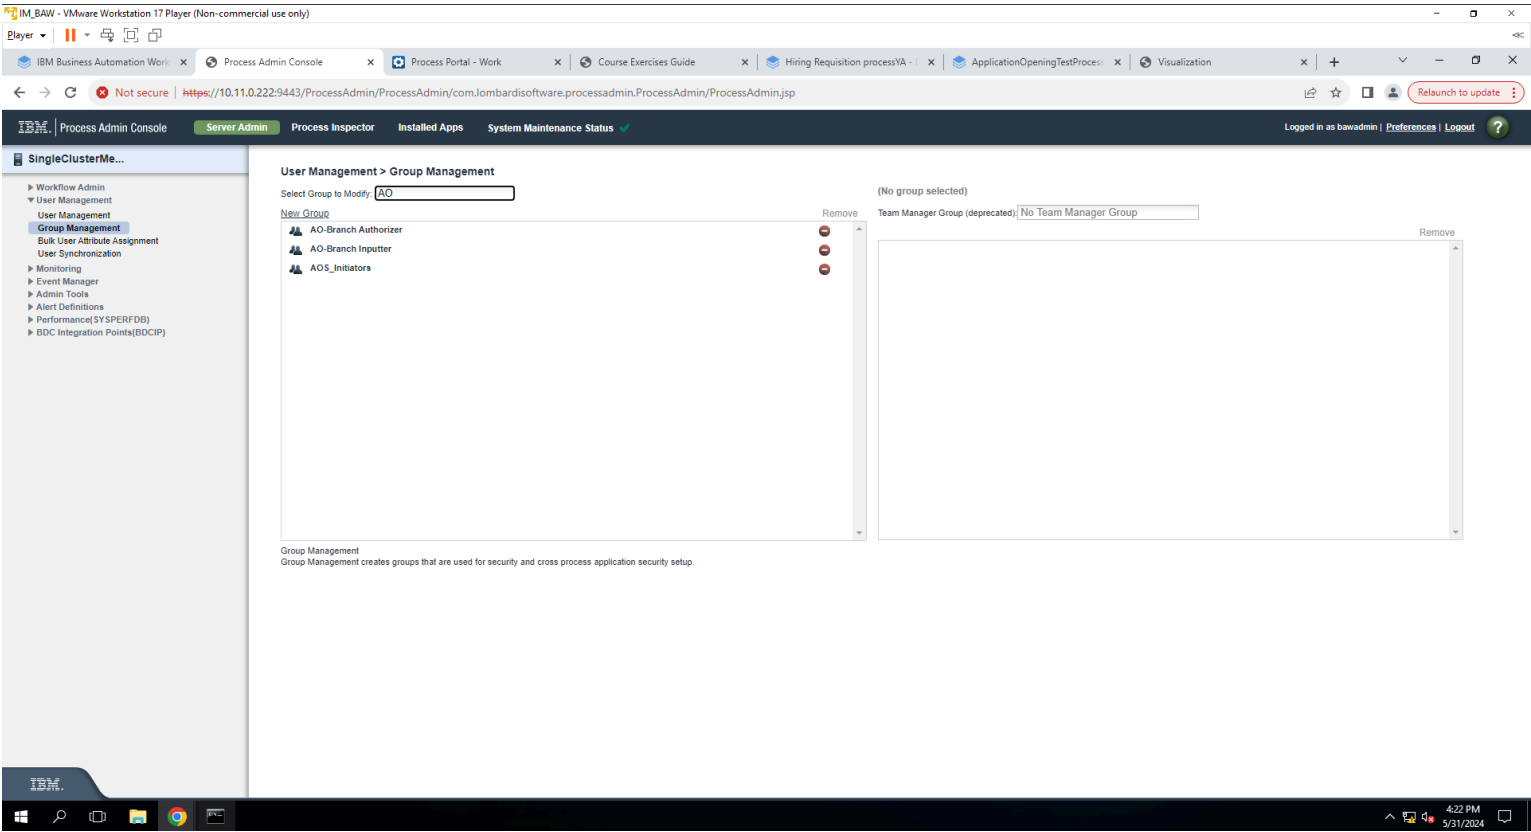 IM_BAW - VMware Workstation 17 Player (Non-commercial use only)
Player
IBM Business Automation Work
Process Admin Console
Process Portal - Work
Course Exercises Guide
Hiring Requisition processYA -
ApplicationOpeningTestProcess
Visualization
Not secure
https://10.11.0.222:9443/ProcessAdmin/ProcessAdmin/com.lombardisoftware.processadmin.ProcessAdmin/ProcessAdmin.jsp
Relaunch to update
IBM. Process Admin Console
Server Admin
Process Inspector
Installed Apps
System Maintenance Status
Logged in as bawadmin | Preferences | Logout
?
SingleClusterMe...
Workflow Admin
User Management
User Management
Group Management
Bulk User Attribute Assignment
User Synchronization
Monitoring
Event Manager
Admin Tools
Alert Definitions
Performance(SYSPERFDB)
BDC Integration Points(BDCIP)
User Management > Group Management
Select Group to Modify: AO
New Group
Remove
AO-Branch Authorizer
AO-Branch Inputter
AOS_Initiators
(No group selected)
Team Manager Group (deprecated): No Team Manager Group
Remove
Group Management
Group Management creates groups that are used for security and cross process application security setup.
IBM.
4:22 PM
5/31/2024